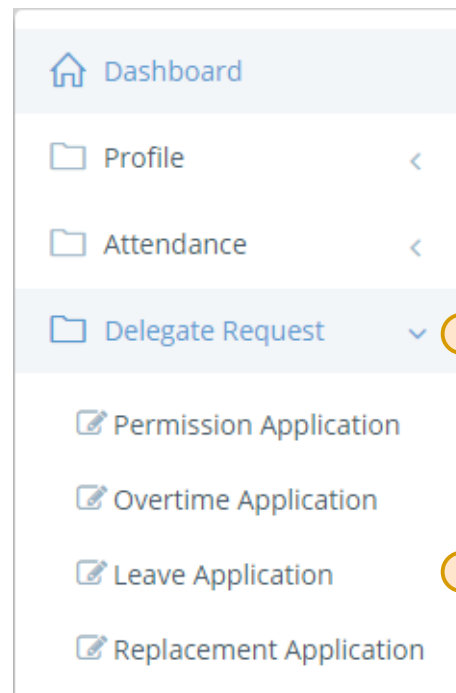 Dashboard
Profile
Attendance
Delegate Request
Permission Application
Overtime Application
Leave Application
Replacement Application